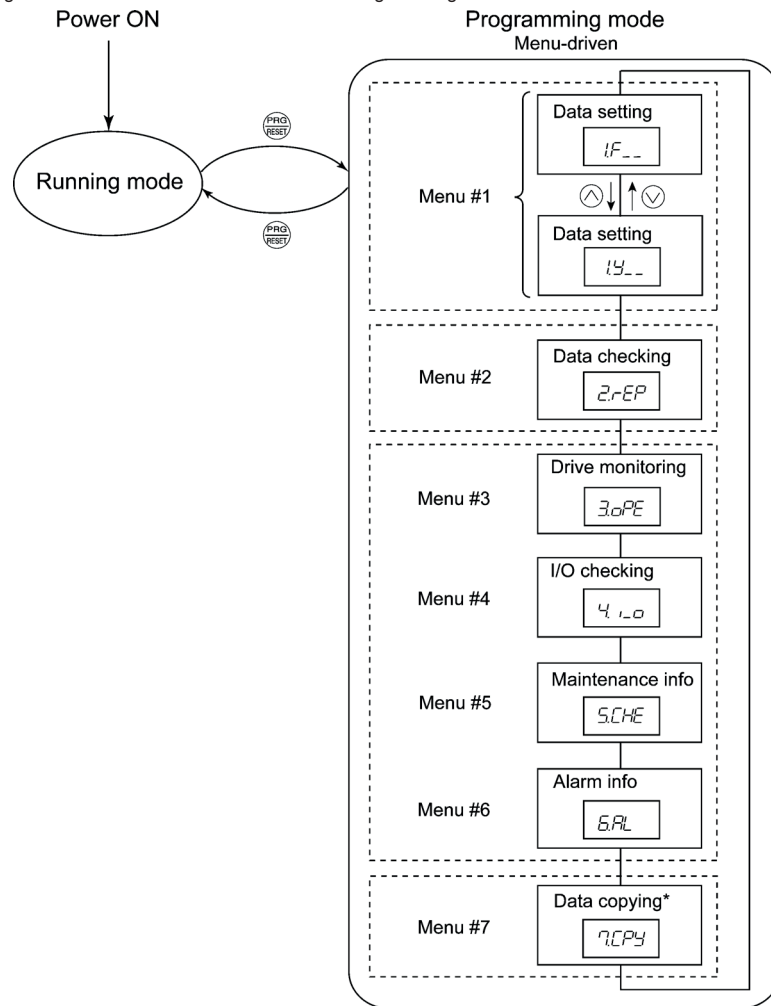 Power ON
Programming mode
Menu-driven
Running mode
PRG
RESET
PRG
RESET
Menu #1
Data setting
1.F__
Data setting
1.y__
Menu #2
Data checking
2.rEP
Menu #3
Drive monitoring
3.oPE
Menu #4
I/O checking
4.i_o
Menu #5
Maintenance info
5.CHE
Menu #6
Alarm info
6.AL
Menu #7
Data copying*
7.CPy